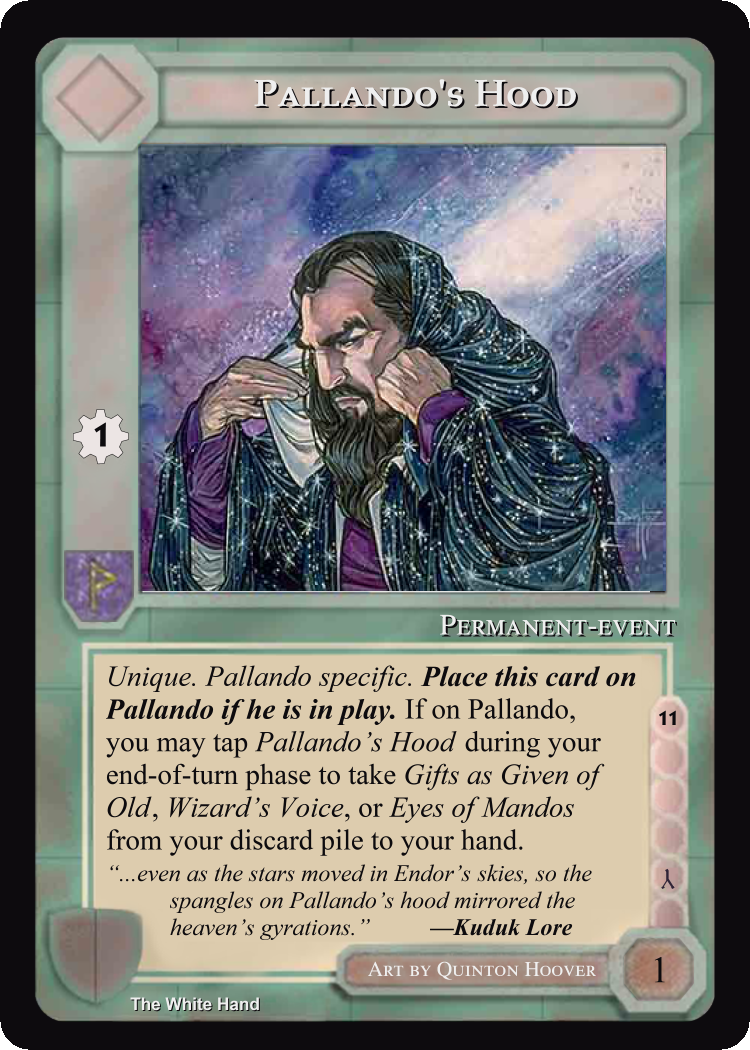 Pallando's Hood
1
Permanent-event
Unique. Pallando specific. Place this card on
Pallando if he is in play. If on Pallando,
you may tap Pallando’s Hood during your
end-of-turn phase to take Gifts as Given of
Old, Wizard’s Voice, or Eyes of Mandos
from your discard pile to your hand.
“...even as the stars moved in Endor’s skies, so the
spangles on Pallando’s hood mirrored the
heaven’s gyrations.” —Kuduk Lore
11
Art by Quinton Hoover
1
The White Hand